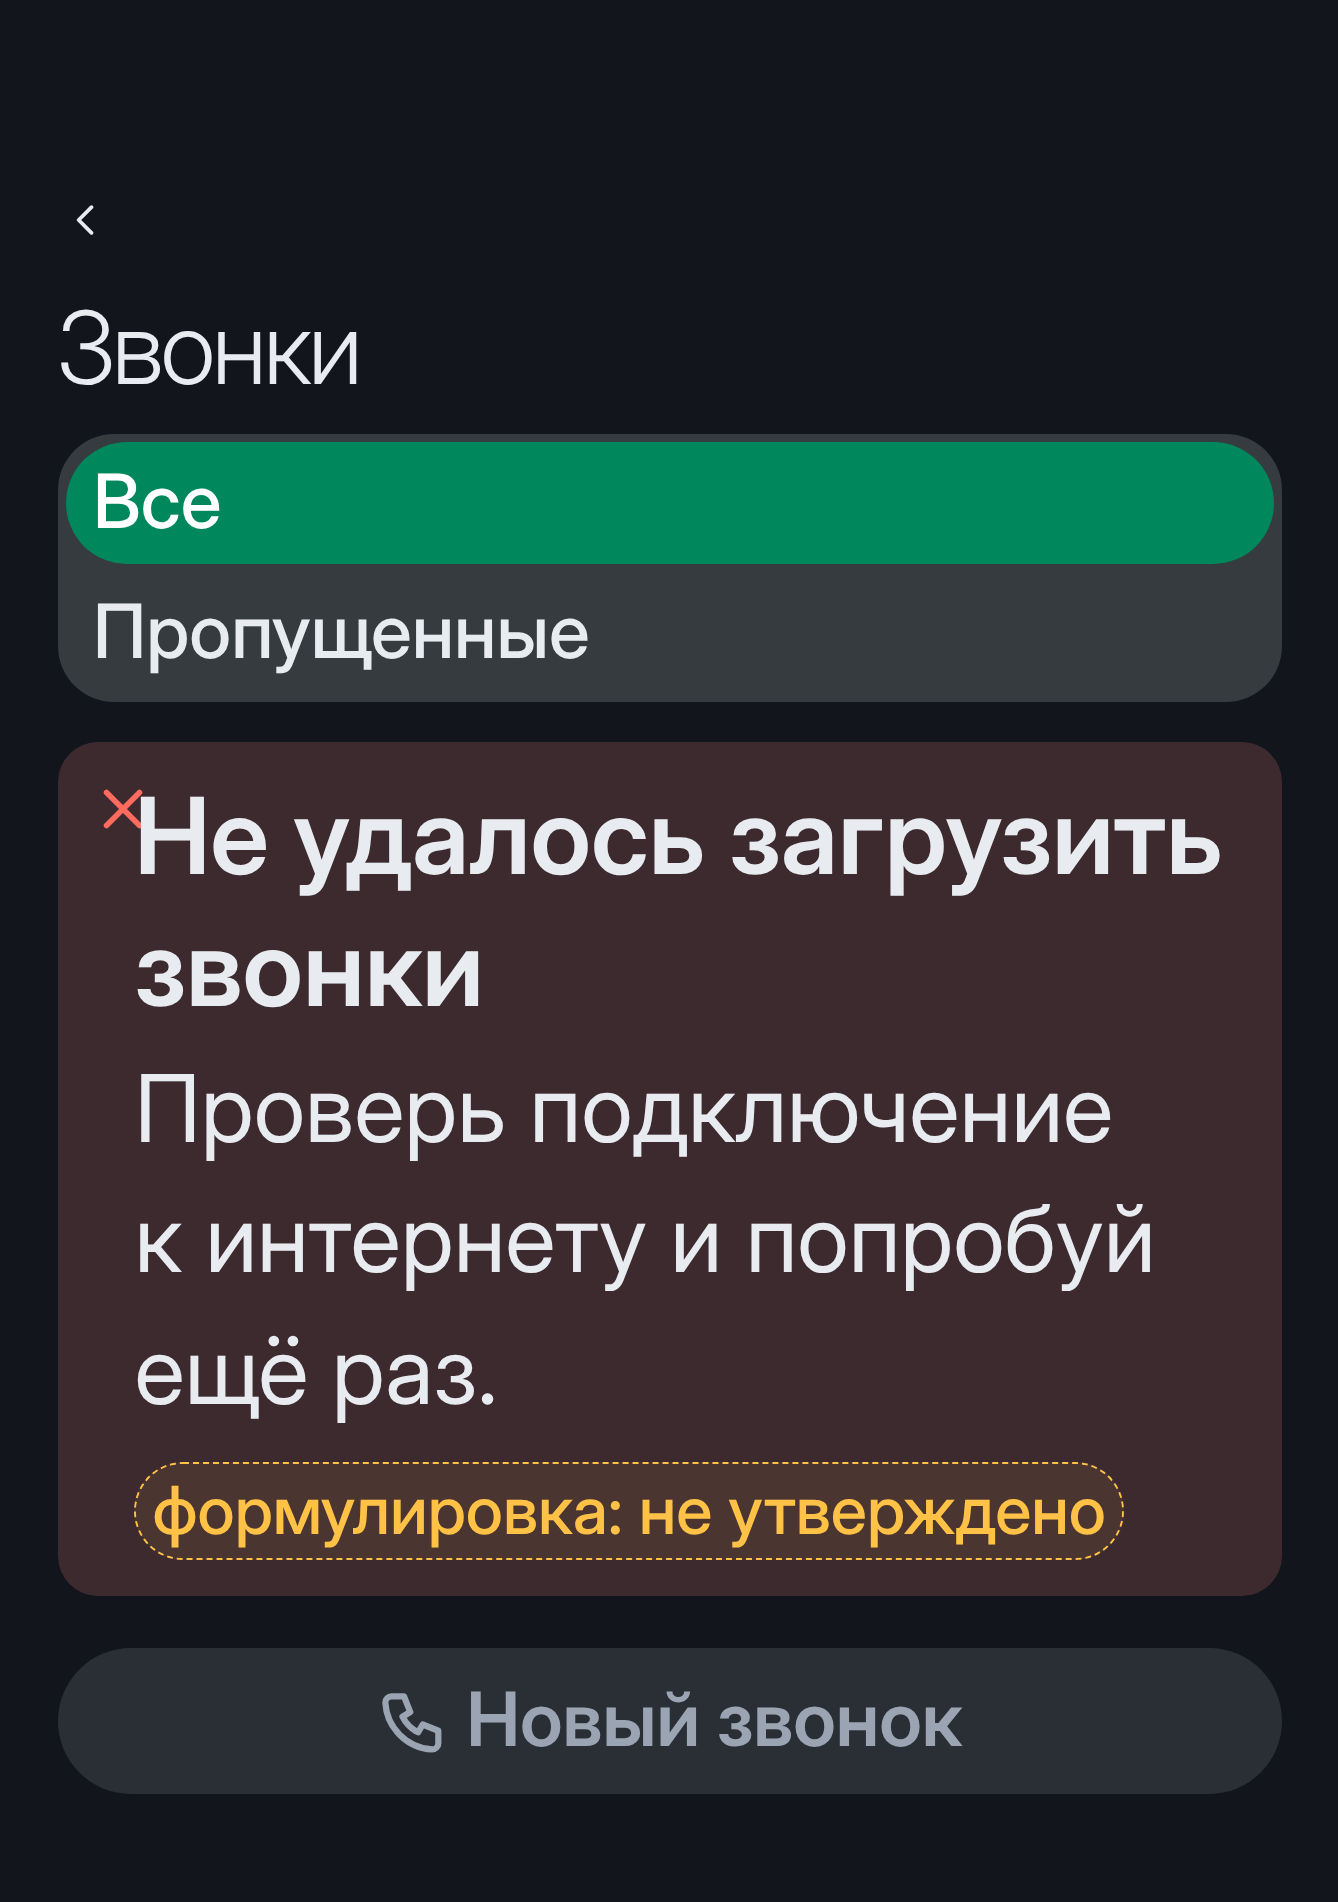 Звонки
Все
Пропущенные
Не удалось загрузить
звонки
Проверь подключение
к интернету и попробуй
ещё раз.
формулировка: не утверждено
Новый звонок